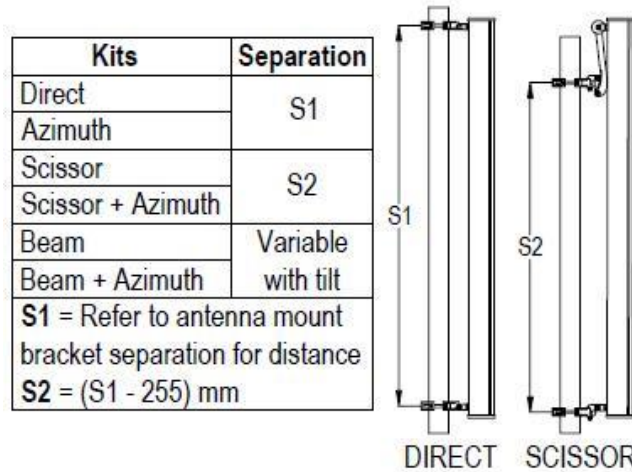 Kits Separation
Direct
S1
Azimuth
Scissor
S2
Scissor + Azimuth
Beam Variable
Beam + Azimuth with tilt
S1 = Refer to antenna mount
bracket separation for distance
S2 = (S1 - 255) mm
S1
S2
DIRECT SCISSOR